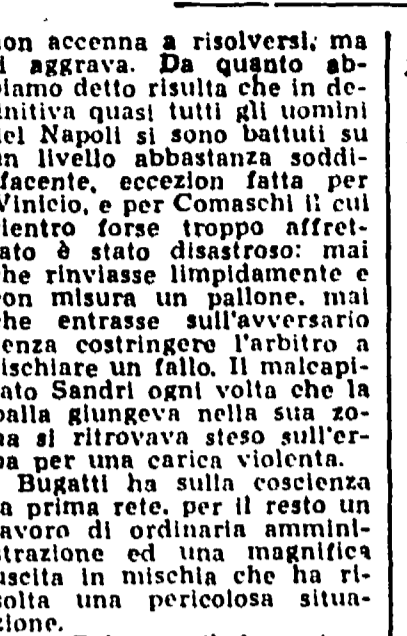 on accenna a risolversi, ma
i aggrava. Da quanto ab-
biamo detto risulta che in de-
finitiva quasi tutti gli uomini
del Napoli si sono battuti su
un livello abbastanza soddi-
sfacente, eccezion fatta per
Vinicio, e per Comaschi il cui
rientro forse troppo affret-
tato è stato disastroso: mai
che rinviasse limpidamente e
con misura un pallone, mai
che entrasse sull'avversario
senza costringere l'arbitro a
fischiare un fallo. Il malcapi-
tato Sandri ogni volta che la
palla giungeva nella sua zo-
na si ritrovava steso sull'er-
ba per una carica violenta.
Bugatti ha sulla coscienza
la prima rete, per il resto un
lavoro di ordinaria ammini-
strazione ed una magnifica
uscita in mischia che ha ri-
solto una pericolosa situa-
zione.